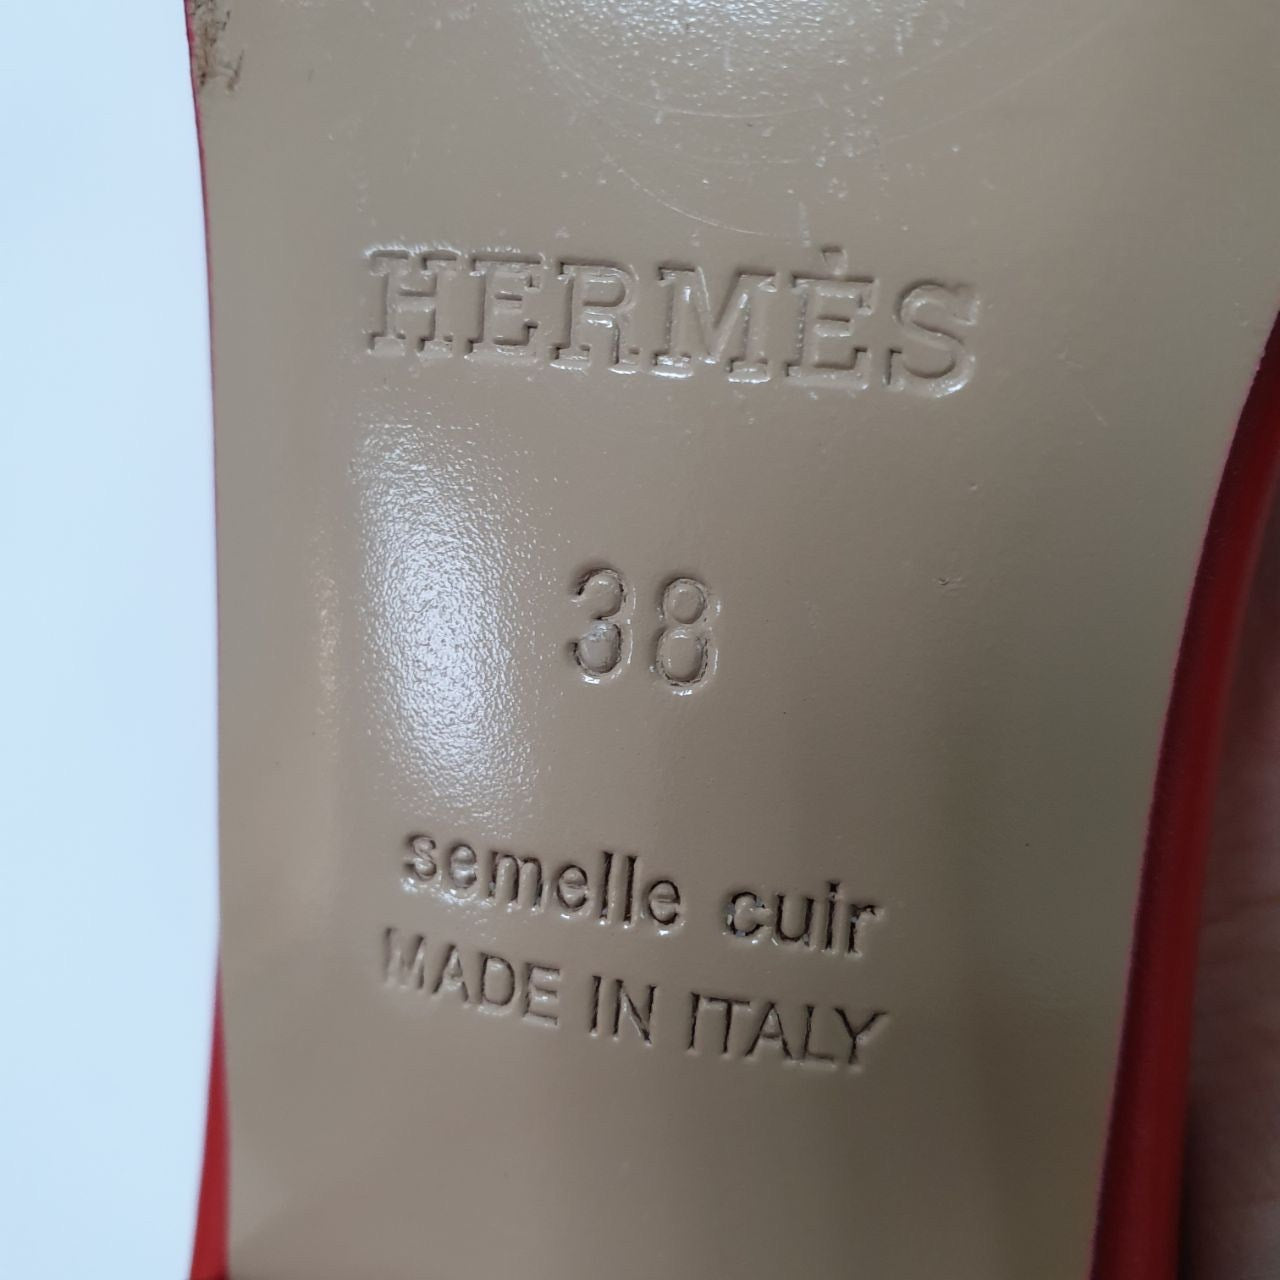 HERMÈS
38
semelle cuir
MADE IN ITALY